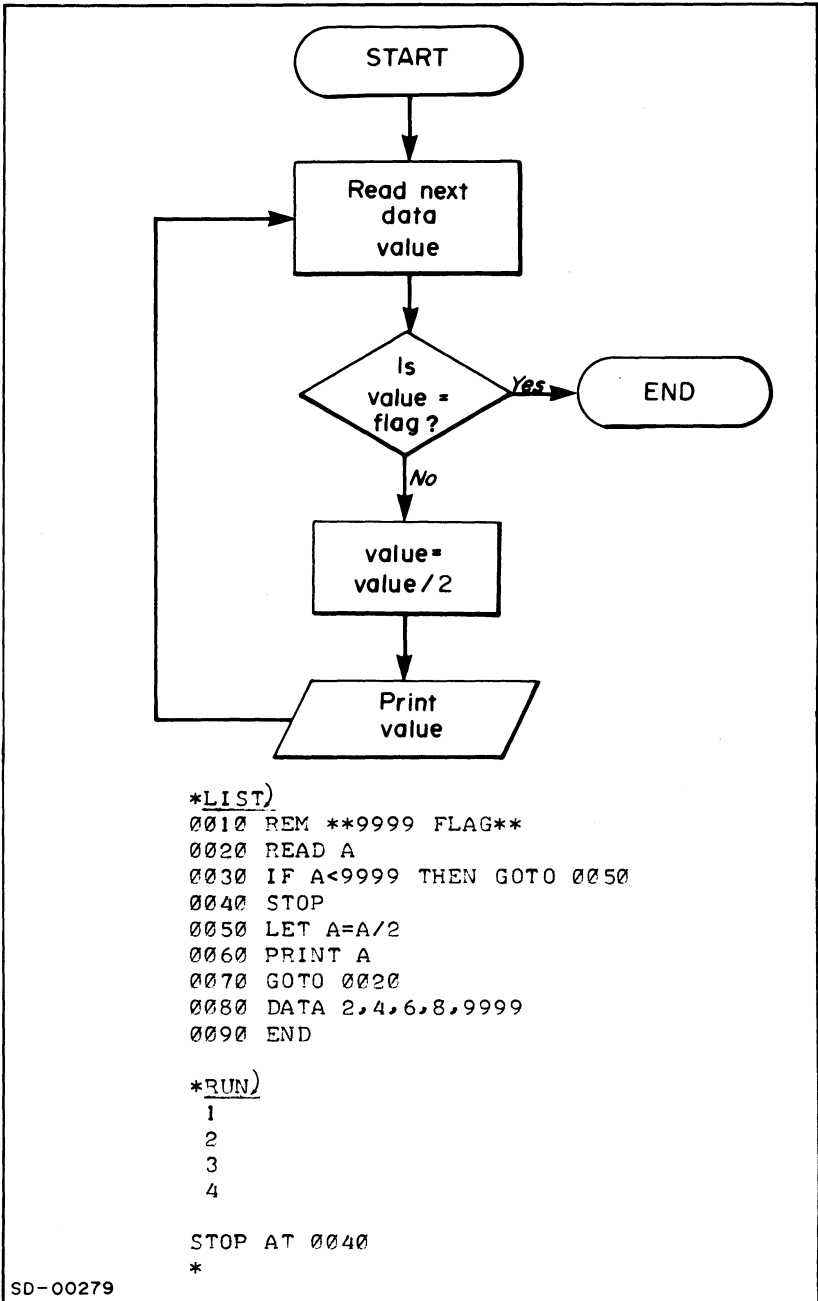 START
Read next
data
value
Is
value =
flag?
Yes
END
No
value=
value/2
Print
value
*LIST)
0010 REM **9999 FLAG**
0020 READ A
0030 IF A<9999 THEN GOTO 0050
0040 STOP
0050 LET A=A/2
0060 PRINT A
0070 GOTO 0020
0080 DATA 2,4,6,8,9999
0090 END
*RUN)
1
2
3
4
STOP AT 0040
*
SD-00279